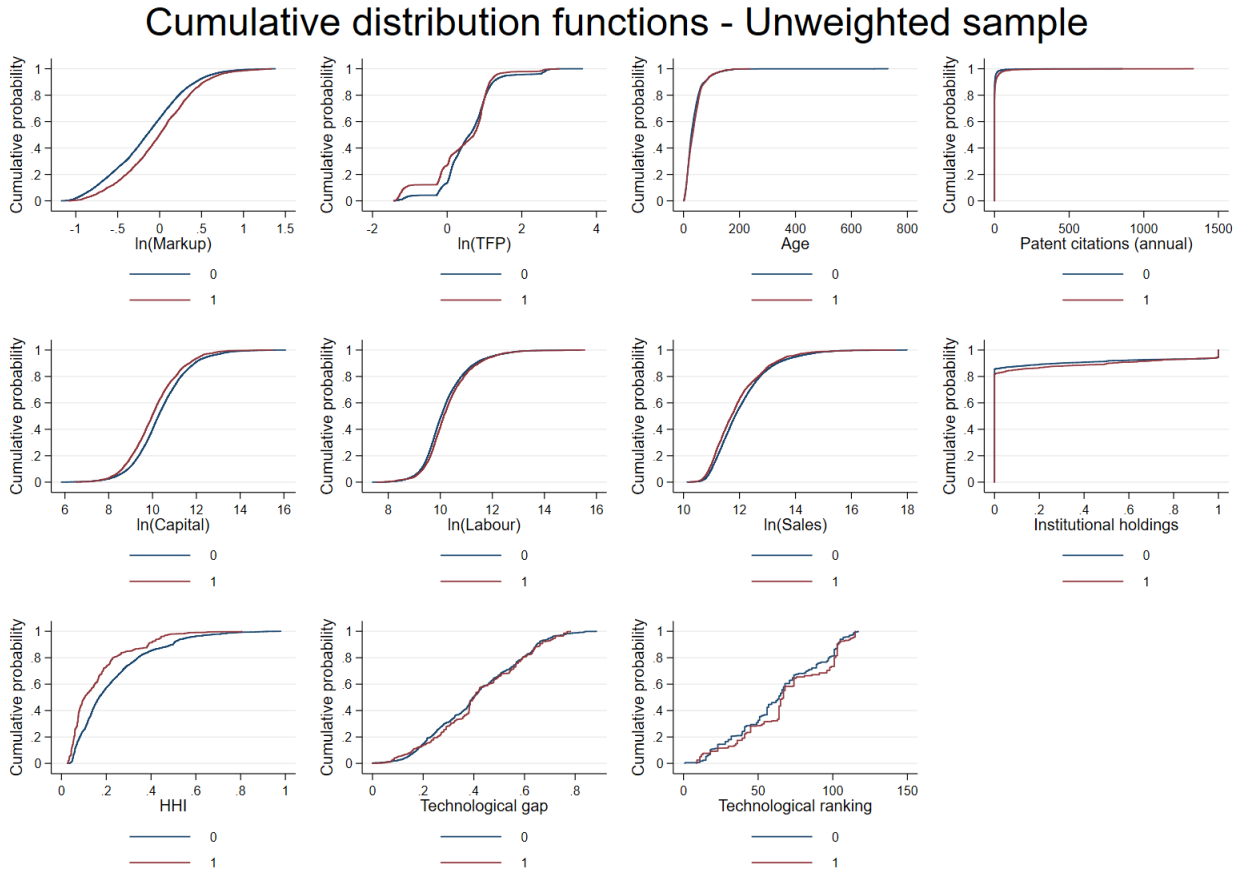 Cumulative distribution functions - Unweighted sample
Cumulative probability
1
.8
.6
.4
.2
0
-1 -.5 0 .5 1 1.5
ln(Markup)
0
1
Cumulative probability
1
.8
.6
.4
.2
0
-2 0 2 4
ln(TFP)
0
1
Cumulative probability
1
.8
.6
.4
.2
0
0 200 400 600 800
Age
0
1
Cumulative probability
1
.8
.6
.4
.2
0
0 500 1000 1500
Patent citations (annual)
0
1
Cumulative probability
1
.8
.6
.4
.2
0
6 8 10 12 14 16
ln(Capital)
0
1
Cumulative probability
1
.8
.6
.4
.2
0
8 10 12 14 16
ln(Labour)
0
1
Cumulative probability
1
.8
.6
.4
.2
0
10 12 14 16 18
ln(Sales)
0
1
Cumulative probability
1
.8
.6
.4
.2
0
0 .2 .4 .6 .8 1
Institutional holdings
0
1
Cumulative probability
1
.8
.6
.4
.2
0
0 .2 .4 .6 .8 1
HHI
0
1
Cumulative probability
1
.8
.6
.4
.2
0
0 .2 .4 .6 .8
Technological gap
0
1
Cumulative probability
1
.8
.6
.4
.2
0
0 50 100 150
Technological ranking
0
1